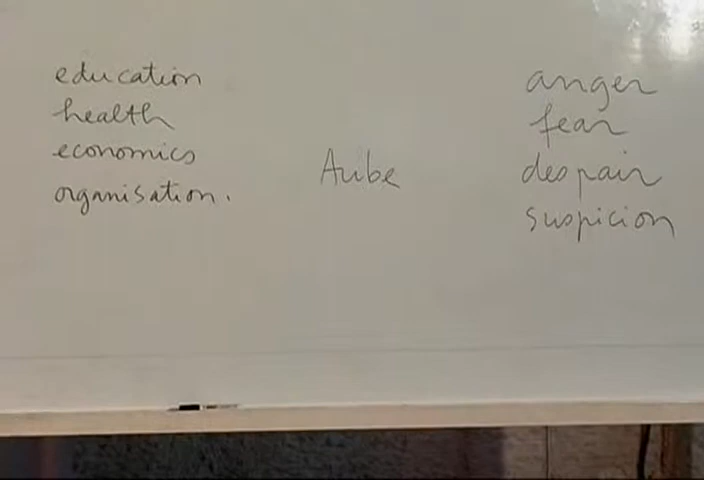 education
health
economics
organisation.
Aube
anger
fear
despair
suspicion